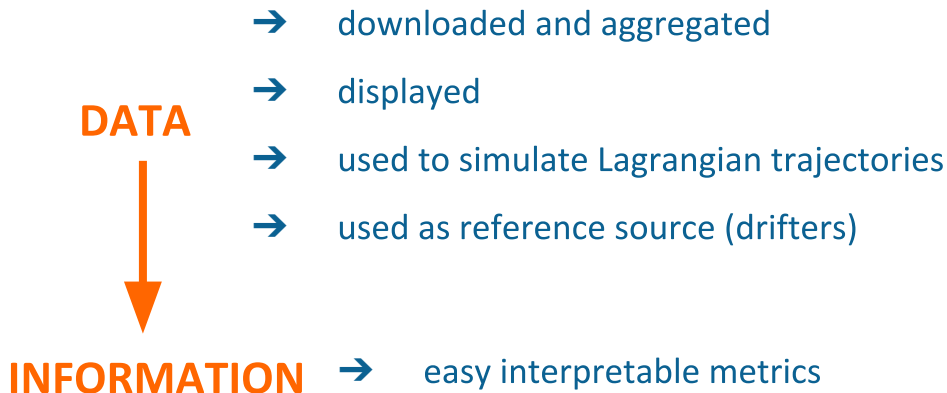 ➔ downloaded and aggregated
➔ displayed
DATA
➔ used to simulate Lagrangian trajectories
➔ used as reference source (drifters)
INFORMATION ➔ easy interpretable metrics